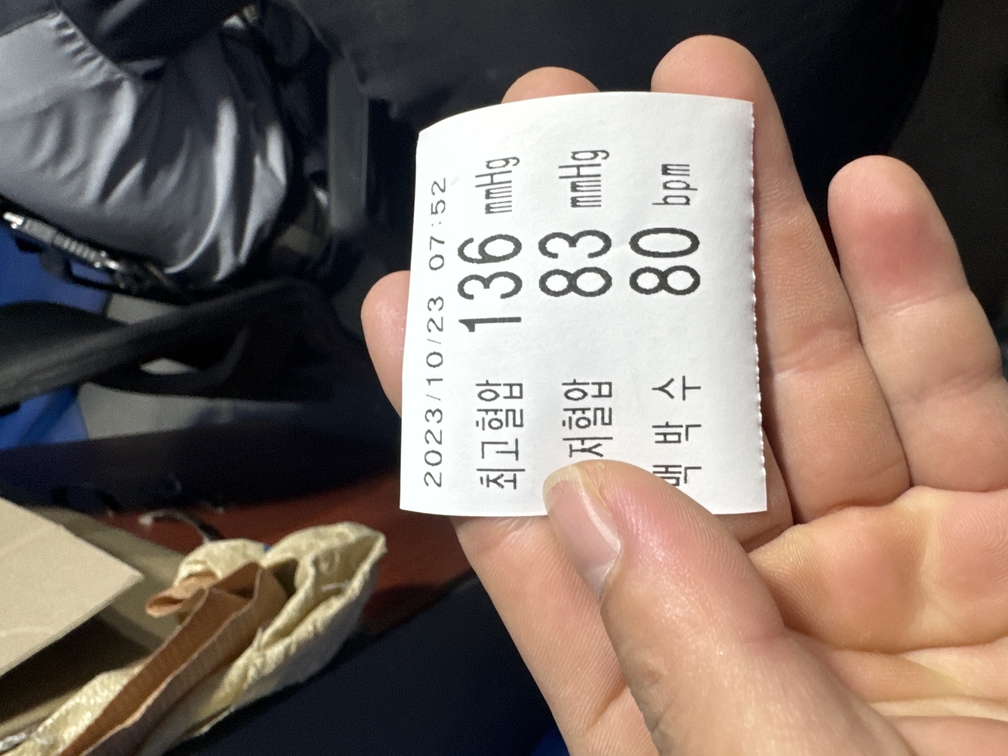 2023/10/23 07:52
최고혈압 136 mmHg
저혈압 83 mmHg
맥 박 수 80 bpm